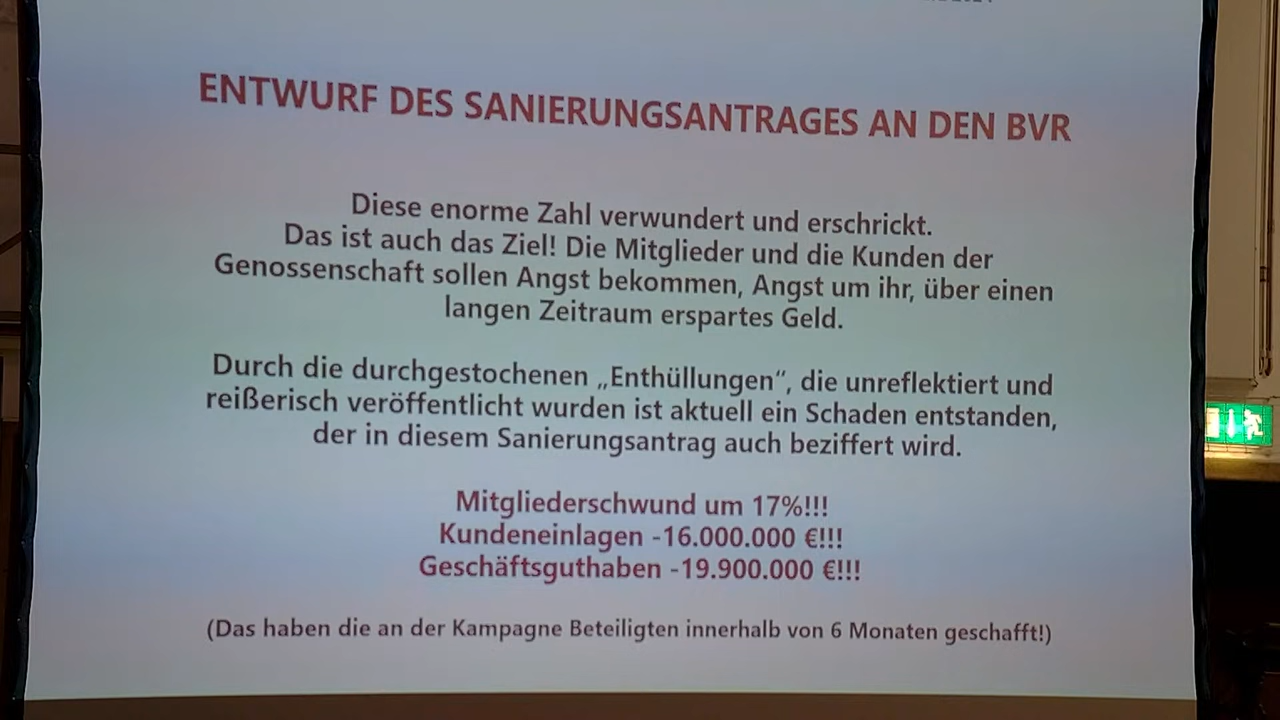 ENTWURF DES SANIERUNGSANTRAGES AN DEN BVR
Diese enorme Zahl verwundert und erschrickt.
Das ist auch das Ziel! Die Mitglieder und die Kunden der
Genossenschaft sollen Angst bekommen, Angst um ihr, über einen
langen Zeitraum erspartes Geld.
Durch die durchgestochenen „Enthüllungen“, die unreflektiert und
reißerisch veröffentlicht wurden ist aktuell ein Schaden entstanden,
der in diesem Sanierungsantrag auch beziffert wird.
Mitgliederschwund um 17%!!!
Kundeneinlagen -16.000.000 €!!!
Geschäftsguthaben -19.900.000 €!!!
(Das haben die an der Kampagne Beteiligten innerhalb von 6 Monaten geschafft!)